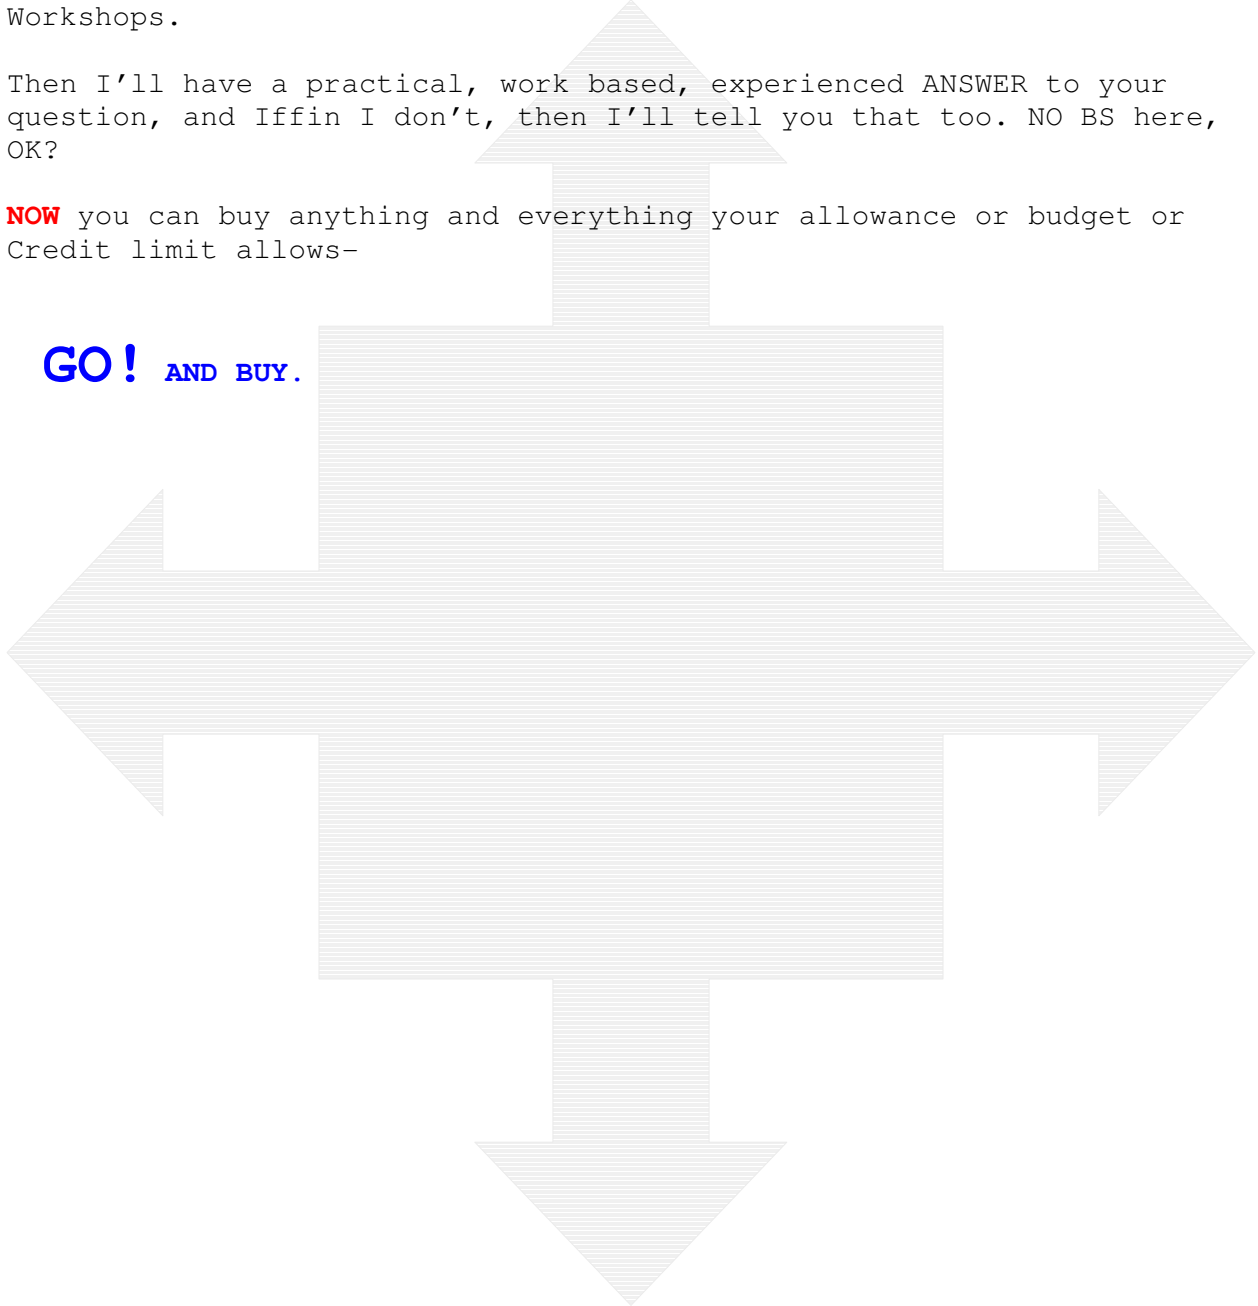 Workshops.
Then I’ll have a practical, work based, experienced ANSWER to your
question, and Iffin I don’t, then I’ll tell you that too. NO BS here,
OK?
NOW you can buy anything and everything your allowance or budget or
Credit limit allows-
GO! AND BUY.